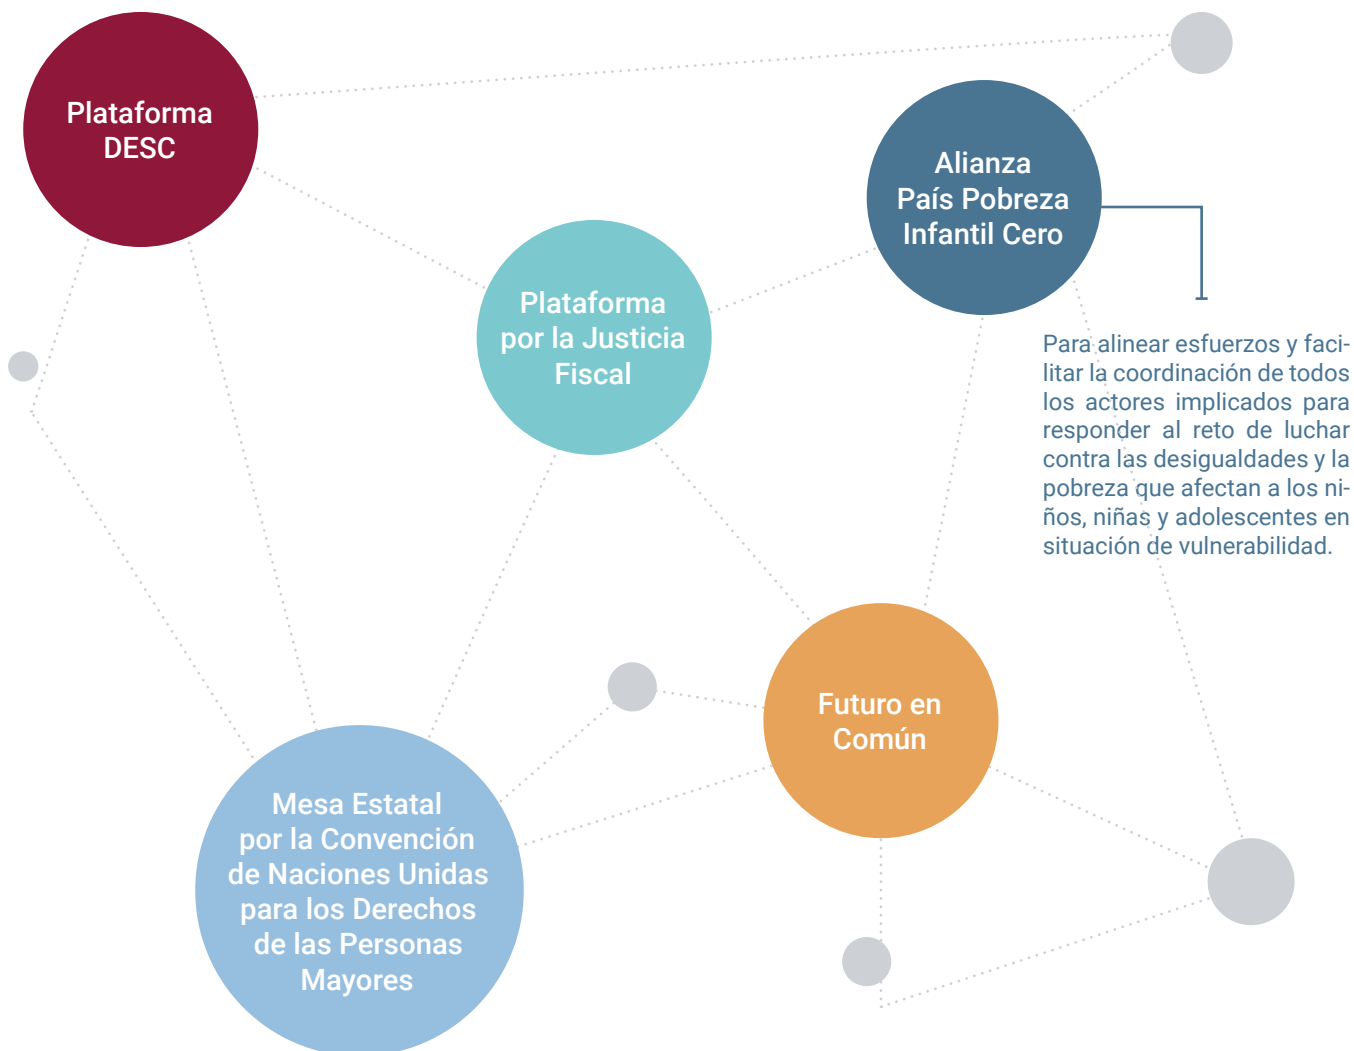 Plataforma
DESC
Alianza
País Pobreza
Infantil Cero
Plataforma
por la Justicia
Fiscal
Para alinear esfuerzos y faci-
litar la coordinación de todos
los actores implicados para
responder al reto de luchar
contra las desigualdades y la
pobreza que afectan a los ni-
ños, niñas y adolescentes en
situación de vulnerabilidad.
Futuro en
Común
Mesa Estatal
por la Convención
de Naciones Unidas
para los Derechos
de las Personas
Mayores